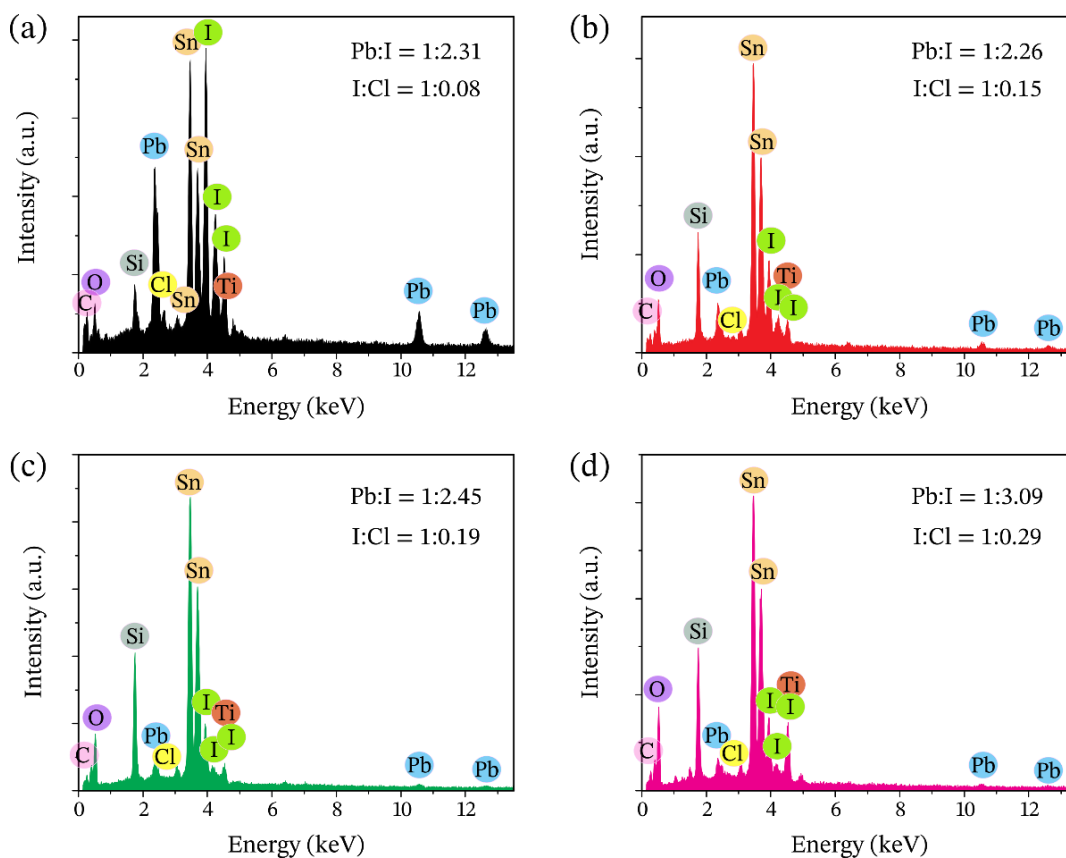 (a)
Pb:I = 1:2.31
I:Cl = 1:0.08
Sn
I
Pb
Sn
I
I
Si
Cl
Ti
O
C
Sn
Pb
Pb
Intensity (a.u.)
0 2 4 6 8 10 12
Energy (keV)
(b)
Pb:I = 1:2.26
I:Cl = 1:0.15
Sn
Sn
Si
I
Ti
O
Pb
I
I
C
Cl
Pb
Pb
Intensity (a.u.)
0 2 4 6 8 10 12
Energy (keV)
(c)
Pb:I = 1:2.45
I:Cl = 1:0.19
Sn
Sn
Si
I
Ti
O
I
Pb
I
C
Cl
Pb
Pb
Intensity (a.u.)
0 2 4 6 8 10 12
Energy (keV)
(d)
Pb:I = 1:3.09
I:Cl = 1:0.29
Sn
Sn
Si
Ti
O
I
I
Pb
I
C
Cl
Pb
Pb
Intensity (a.u.)
0 2 4 6 8 10 12
Energy (keV)